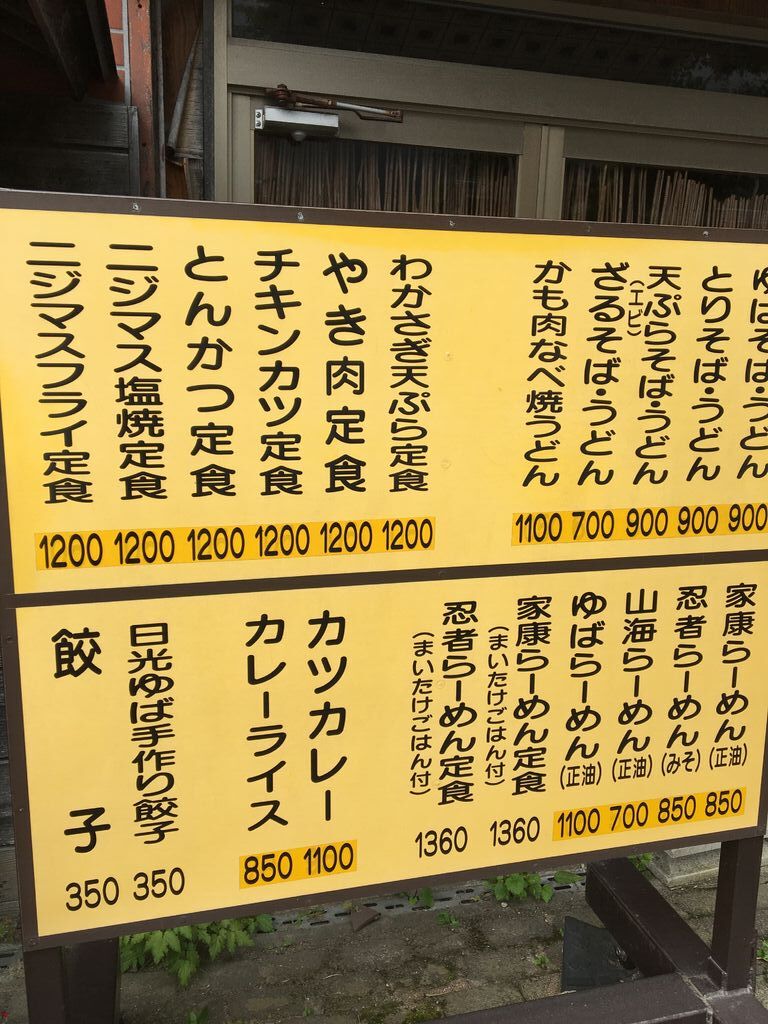 ゆばそば・うどん
900
とりそば・うどん
900
天ぷらそば・うどん
(エビ)
900
ざるそば・うどん
700
かも肉なべ焼うどん
1100
わかさぎ天ぷら定食
1200
やき肉定食
1200
チキンカツ定食
1200
とんかつ定食
1200
ニジマス塩焼定食
1200
ニジマスフライ定食
1200
家康らーめん(正油)
850
忍者らーめん(みそ)
850
山海らーめん(正油)
700
ゆばらーめん(正油)
1100
家康らーめん定食
(まいたけごはん付)
1360
忍者らーめん定食
(まいたけごはん付)
1360
カツカレー
1100
カレーライス
850
日光ゆば手作り餃子
350
餃子
350